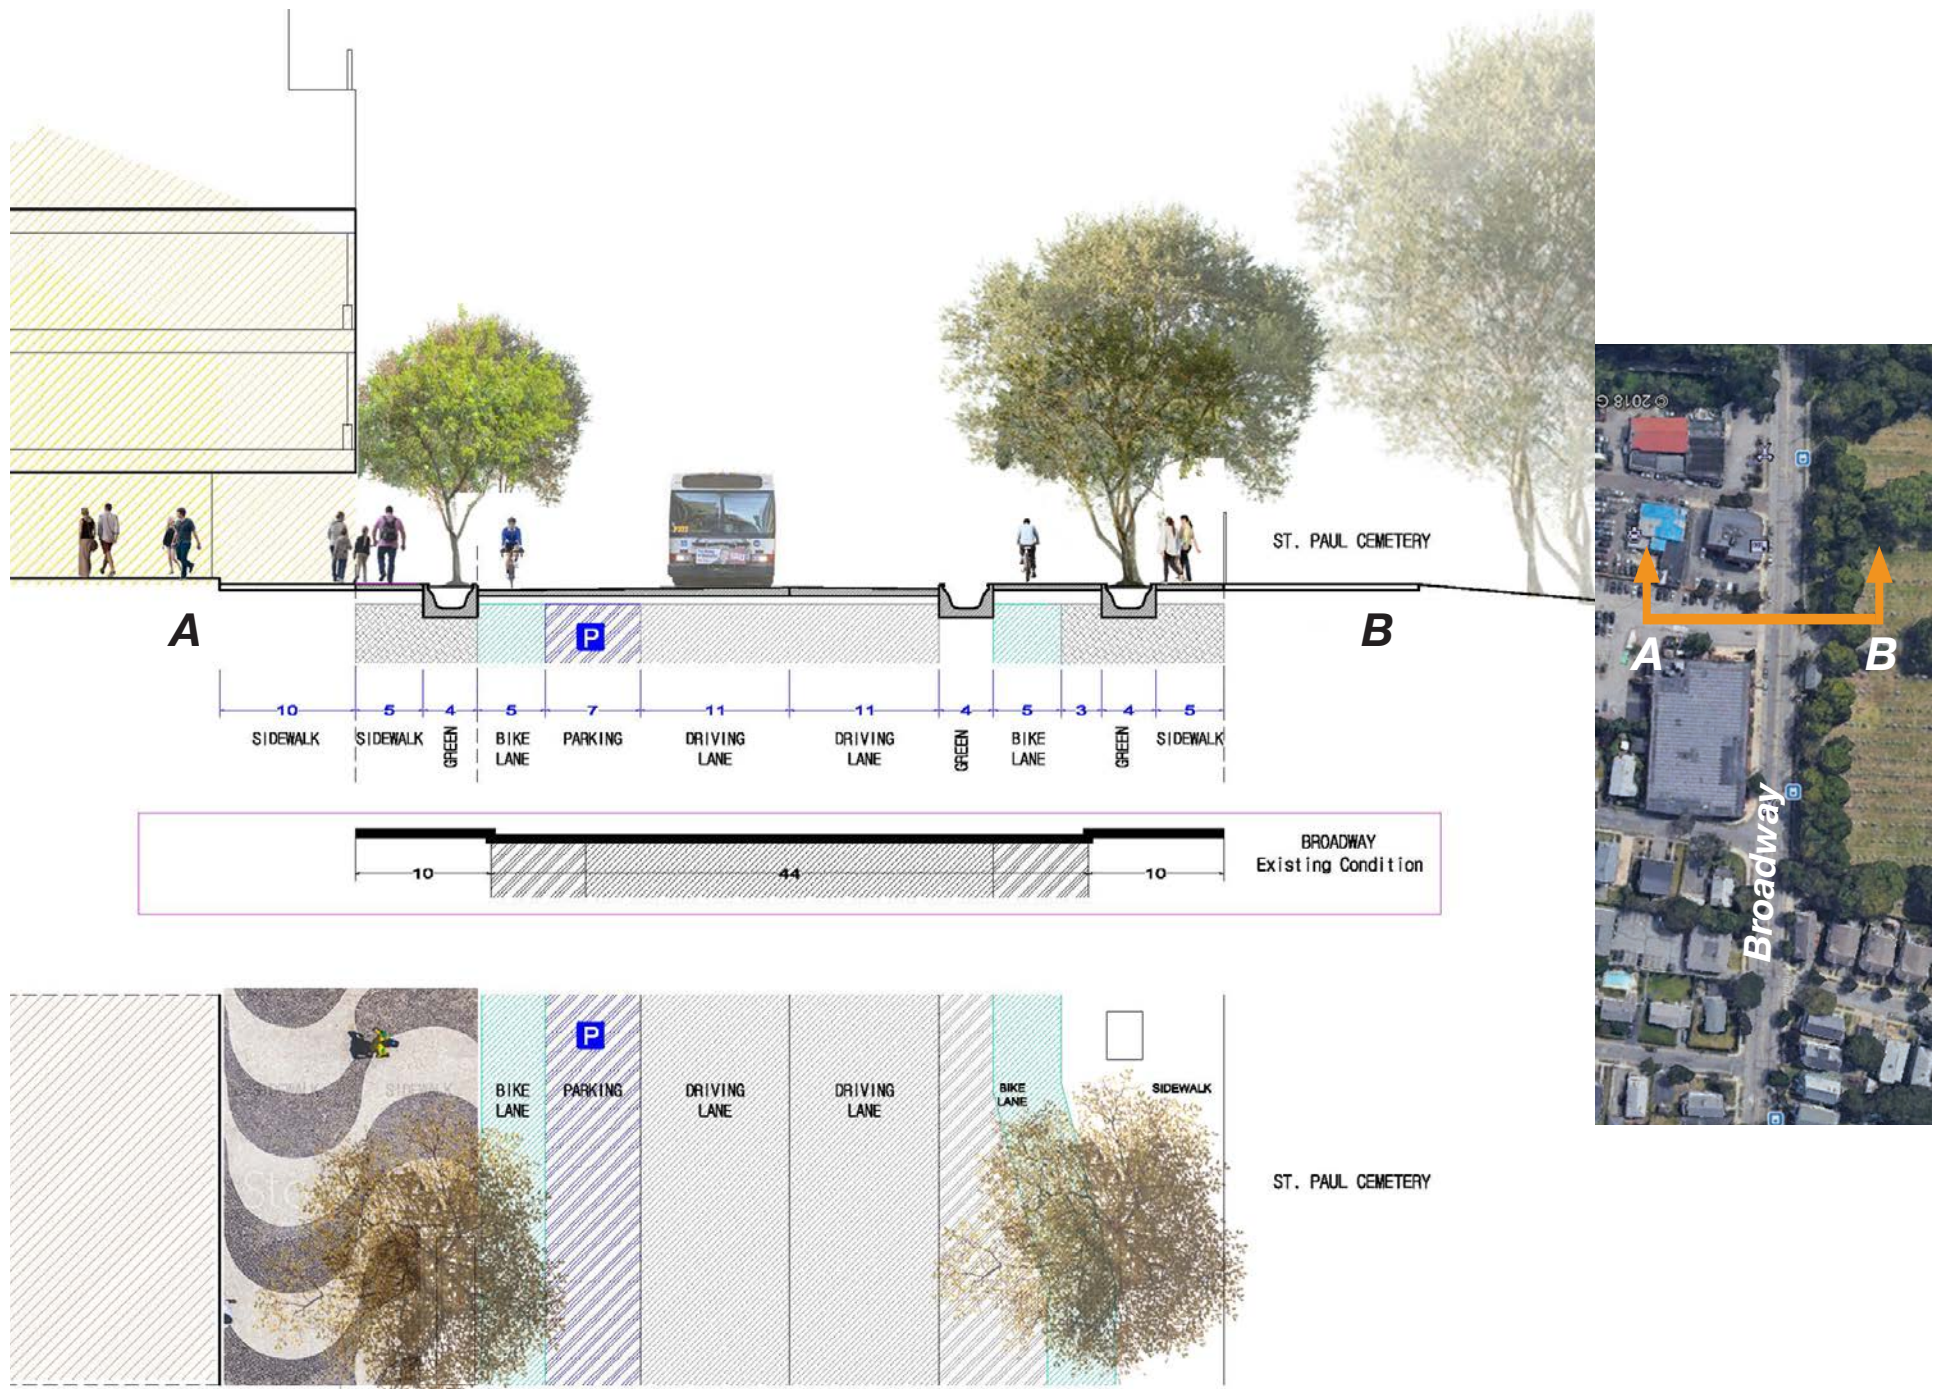 ST. PAUL CEMETERY
© 2018 G
A
B
P
10
5
4
5
7
11
11
4
5
3
4
5
SIDEWALK
SIDEWALK
GREEN
BIKE
LANE
PARKING
DRIVING
LANE
DRIVING
LANE
GREEN
BIKE
LANE
GREEN
SIDEWALK
A
B
Broadway
10
44
10
BROADWAY
Existing Condition
P
SIDEWALK
SIDEWALK
BIKE
LANE
PARKING
DRIVING
LANE
DRIVING
LANE
BIKE
LANE
SIDEWALK
ST. PAUL CEMETERY